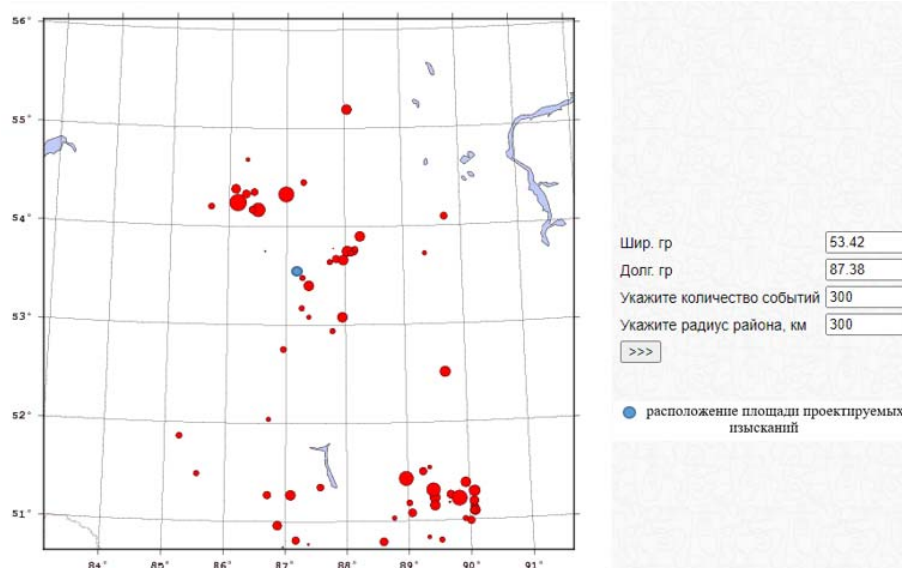 56°
55°
54°
53°
52°
51°
84° 85° 86° 87° 88° 89° 90° 91°
Шир. гр 53.42
Долг. гр 87.38
Укажите количество событий 300
Укажите радиус района, км 300
>>>
расположение площади проектируемых
изысканий